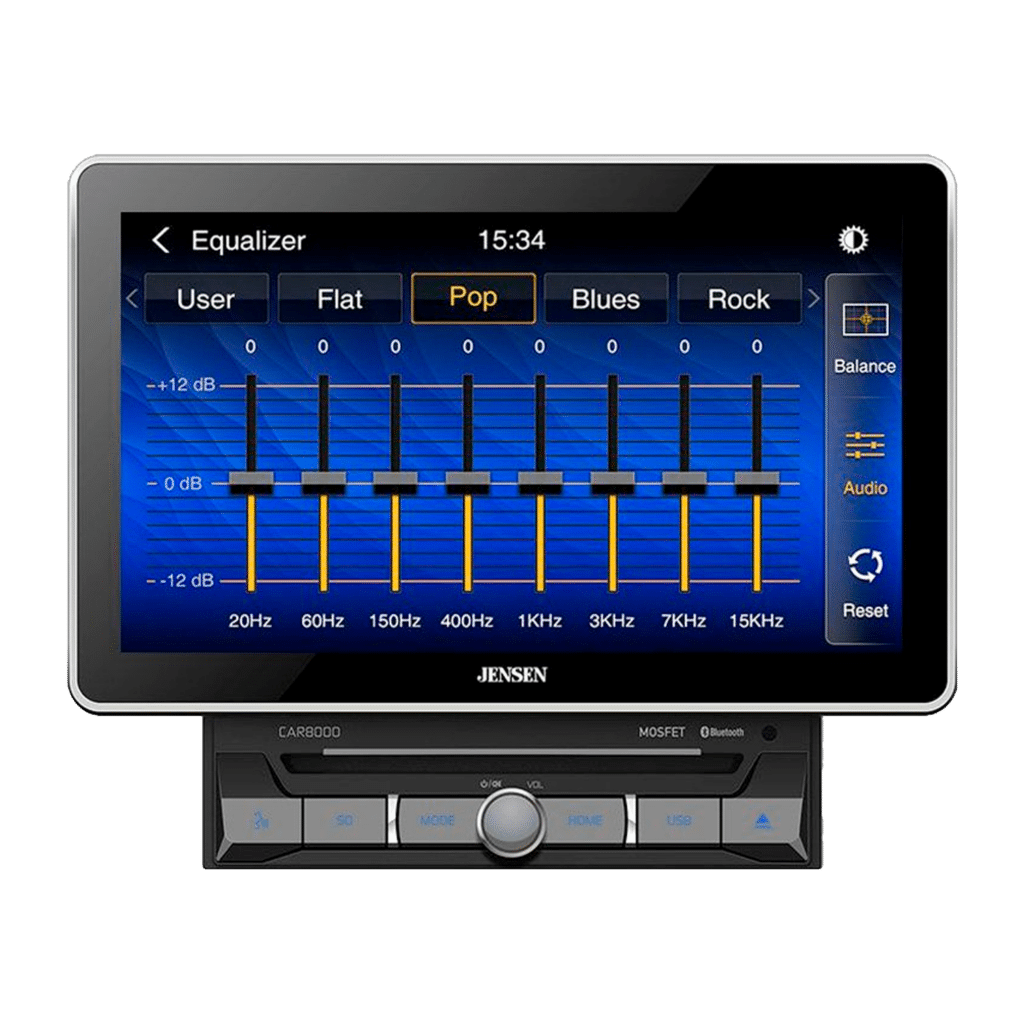 Equalizer 15:34
User Flat Pop Blues Rock
0 0 0 0 0 0 0 0
+12 dB
0 dB
-12 dB
20Hz 60Hz 150Hz 400Hz 1KHz 3KHz 7KHz 15KHz
Balance
Audio
Reset
JENSEN
CAR8000 MOSFET Bluetooth
VOL
SD MODE HOME USB